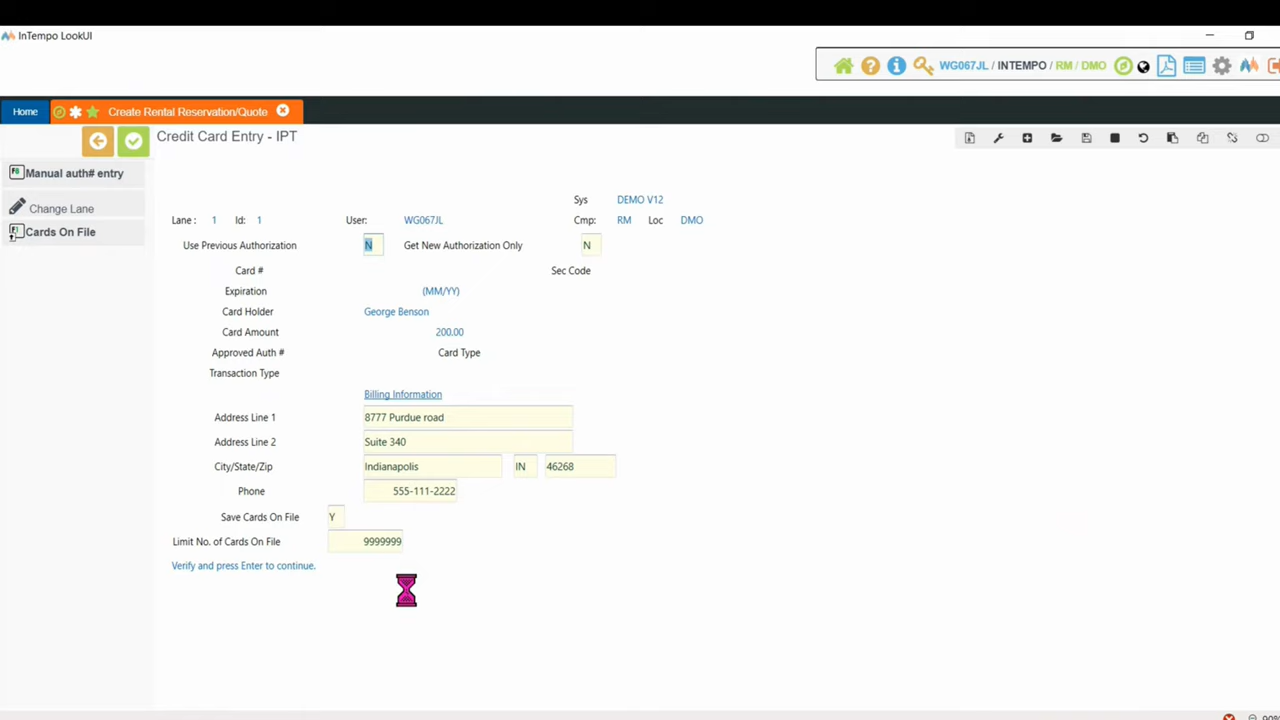 InTempo LookUI
WG067JL / INTEMPO / RM / DMO
Home
Create Rental Reservation/Quote
Credit Card Entry - IPT
Manual auth# entry
Change Lane
Cards On File
Sys DEMO V12
Lane : 1 Id: 1 User: WG067JL Cmp: RM Loc DMO
Use Previous Authorization N Get New Authorization Only N
Card # Sec Code
Expiration (MM/YY)
Card Holder George Benson
Card Amount 200.00
Approved Auth # Card Type
Transaction Type
Billing Information
Address Line 1 8777 Purdue road
Address Line 2 Suite 340
City/State/Zip Indianapolis IN 46268
Phone 555-111-2222
Save Cards On File Y
Limit No. of Cards On File 9999999
Verify and press Enter to continue.